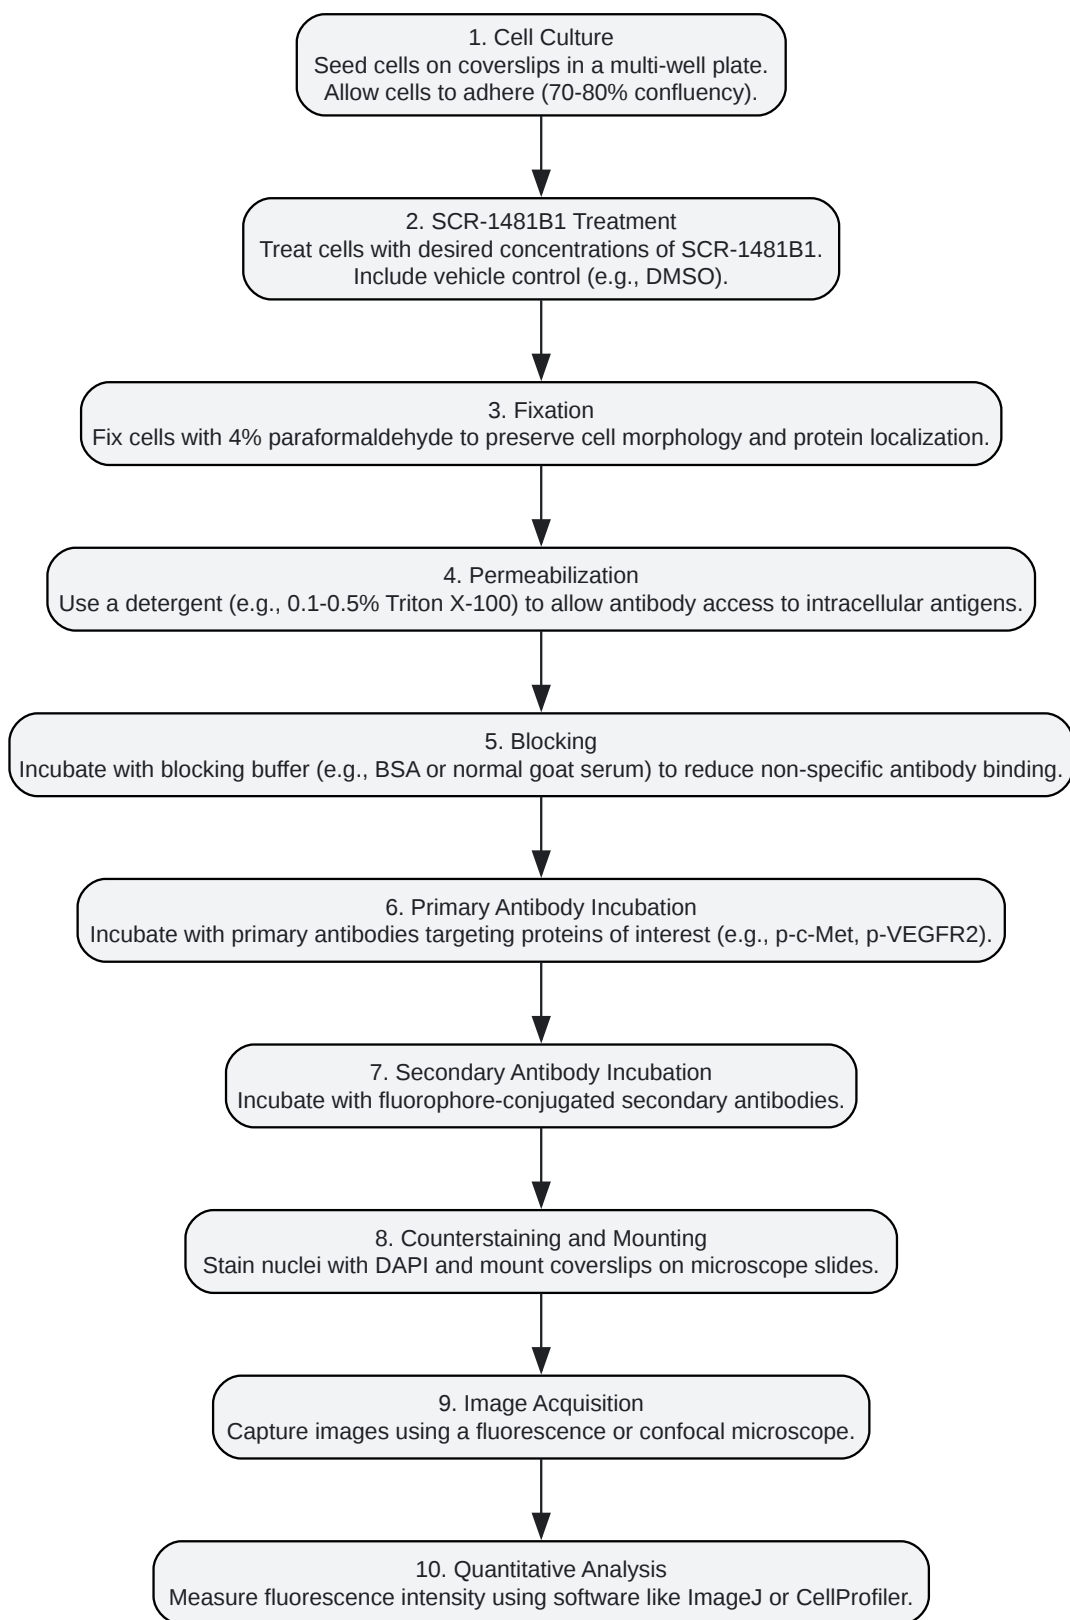 1. Cell Culture
Seed cells on coverslips in a multi-well plate.
Allow cells to adhere (70-80% confluency).
2. SCR-1481B1 Treatment
Treat cells with desired concentrations of SCR-1481B1.
Include vehicle control (e.g., DMSO).
3. Fixation
Fix cells with 4% paraformaldehyde to preserve cell morphology and protein localization.
4. Permeabilization
Use a detergent (e.g., 0.1-0.5% Triton X-100) to allow antibody access to intracellular antigens.
5. Blocking
Incubate with blocking buffer (e.g., BSA or normal goat serum) to reduce non-specific antibody binding.
6. Primary Antibody Incubation
Incubate with primary antibodies targeting proteins of interest (e.g., p-c-Met, p-VEGFR2).
7. Secondary Antibody Incubation
Incubate with fluorophore-conjugated secondary antibodies.
8. Counterstaining and Mounting
Stain nuclei with DAPI and mount coverslips on microscope slides.
9. Image Acquisition
Capture images using a fluorescence or confocal microscope.
10. Quantitative Analysis
Measure fluorescence intensity using software like ImageJ or CellProfiler.